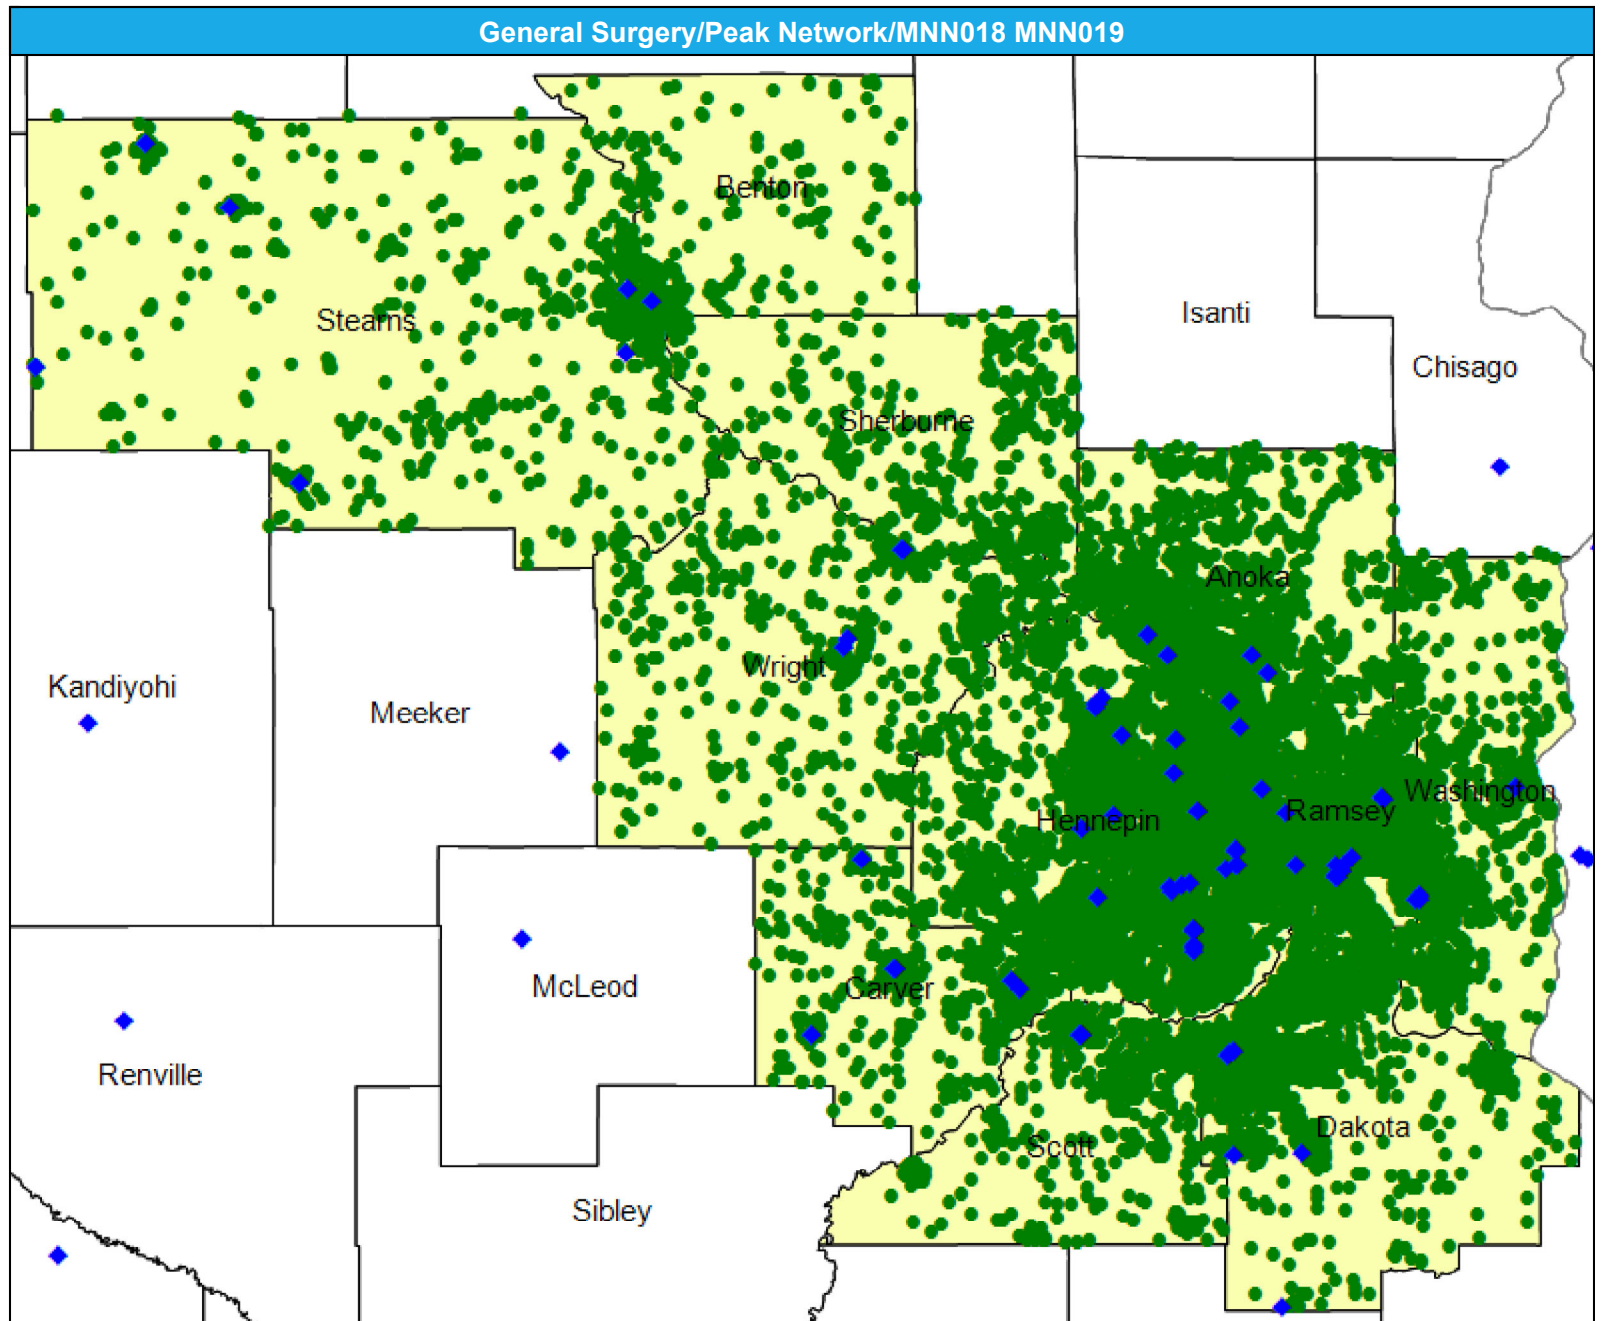 General Surgery/Peak Network/MNN018 MNN019
Benton
Stearns
Isanti
Chisago
Sherburne
Anoka
Wright
Kandiyohi
Meeker
Washington
Hennepin
Ramsey
McLeod
Carver
Renville
Dakota
Scott
Sibley